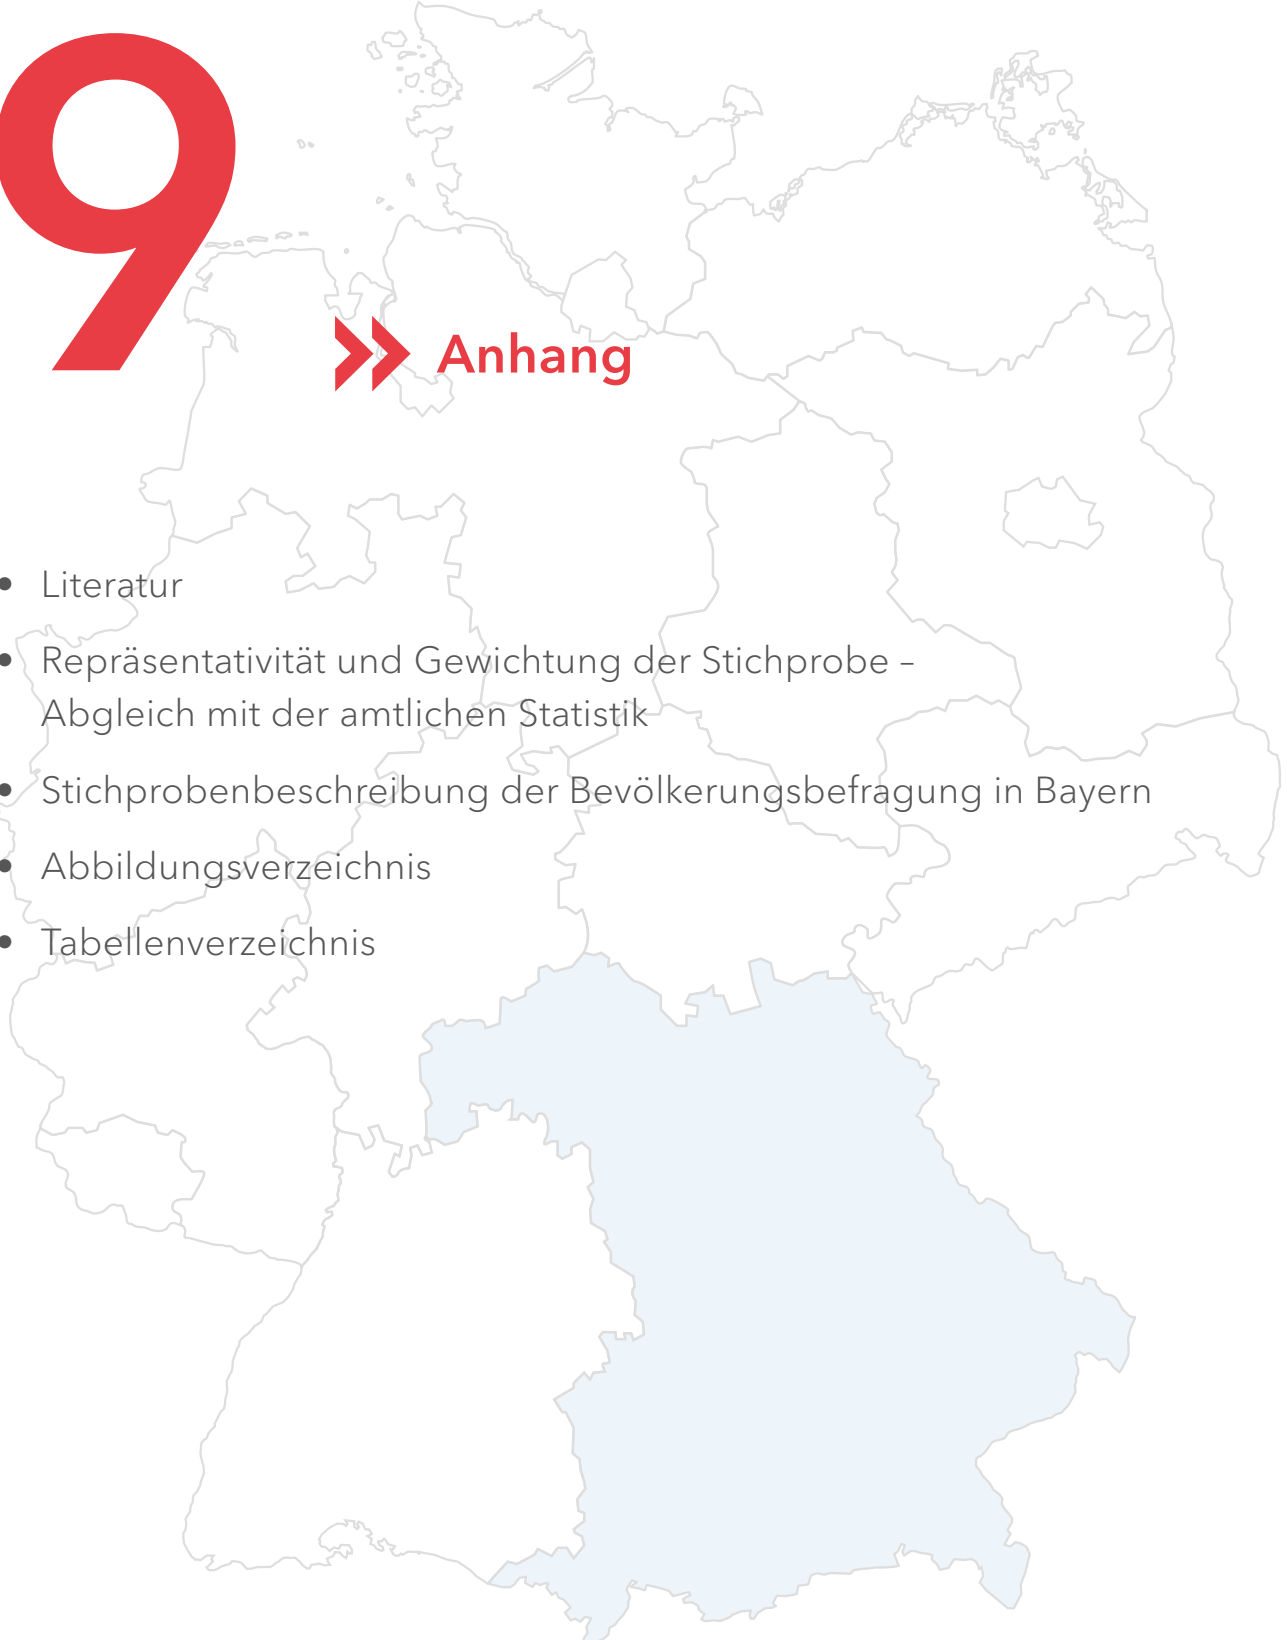 9
Anhang
• Literatur
• Repräsentativität und Gewichtung der Stichprobe –
Abgleich mit der amtlichen Statistik
• Stichprobenbeschreibung der Bevölkerungsbefragung in Bayern
• Abbildungsverzeichnis
• Tabellenverzeichnis